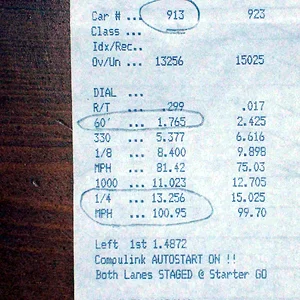 Car # ... 913 923
Class ...
Idx/Rec..
Ov/Un ... 13256 15025
DIAL ...
R/T ... .299 .017
60' ... 1.765 2.425
330 ... 5.377 6.616
1/8 ... 8.400 9.898
MPH ... 81.42 75.03
1000 ... 11.023 12.705
1/4 ... 13.256 15.025
MPH ... 100.95 99.70
Left 1st 1.4872
Compulink AUTOSTART ON !!
Both Lanes STAGED @ Starter GO